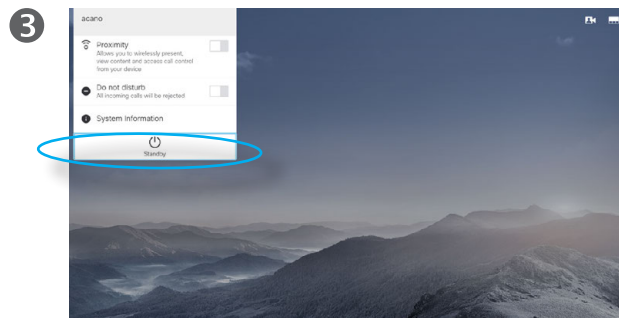 3
acano
Proximity
Allows you to wirelessly present,
view content and access call control
from your device
Do not disturb
All incoming calls will be rejected
System Information
Standby